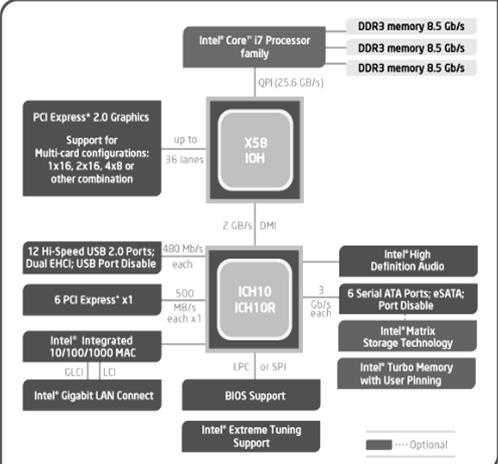 Intel® Core™ i7 Processor
family
DDR3 memory 8.5 Gb/s
DDR3 memory 8.5 Gb/s
DDR3 memory 8.5 Gb/s
QPI (25.6 GB/s)
PCI Express* 2.0 Graphics
Support for
Multi-card configurations:
1x16, 2x16, 4x8 or
other combination
up to
36 lanes
X58
IOH
2 GB/s DMI
12 Hi-Speed USB 2.0 Ports;
Dual EHCI; USB Port Disable
480 Mb/s
each
6 PCI Express* x1
500
MB/s
each x1
Intel® Integrated
10/100/1000 MAC
GLCI
LCI
Intel® Gigabit LAN Connect
ICH10
ICH10R
Intel® High
Definition Audio
3
Gb/s
each
6 Serial ATA Ports; eSATA;
Port Disable
Intel® Matrix
Storage Technology
Intel® Turbo Memory
with User Pinning
LPC or SPI
BIOS Support
Intel® Extreme Tuning
Support
Optional